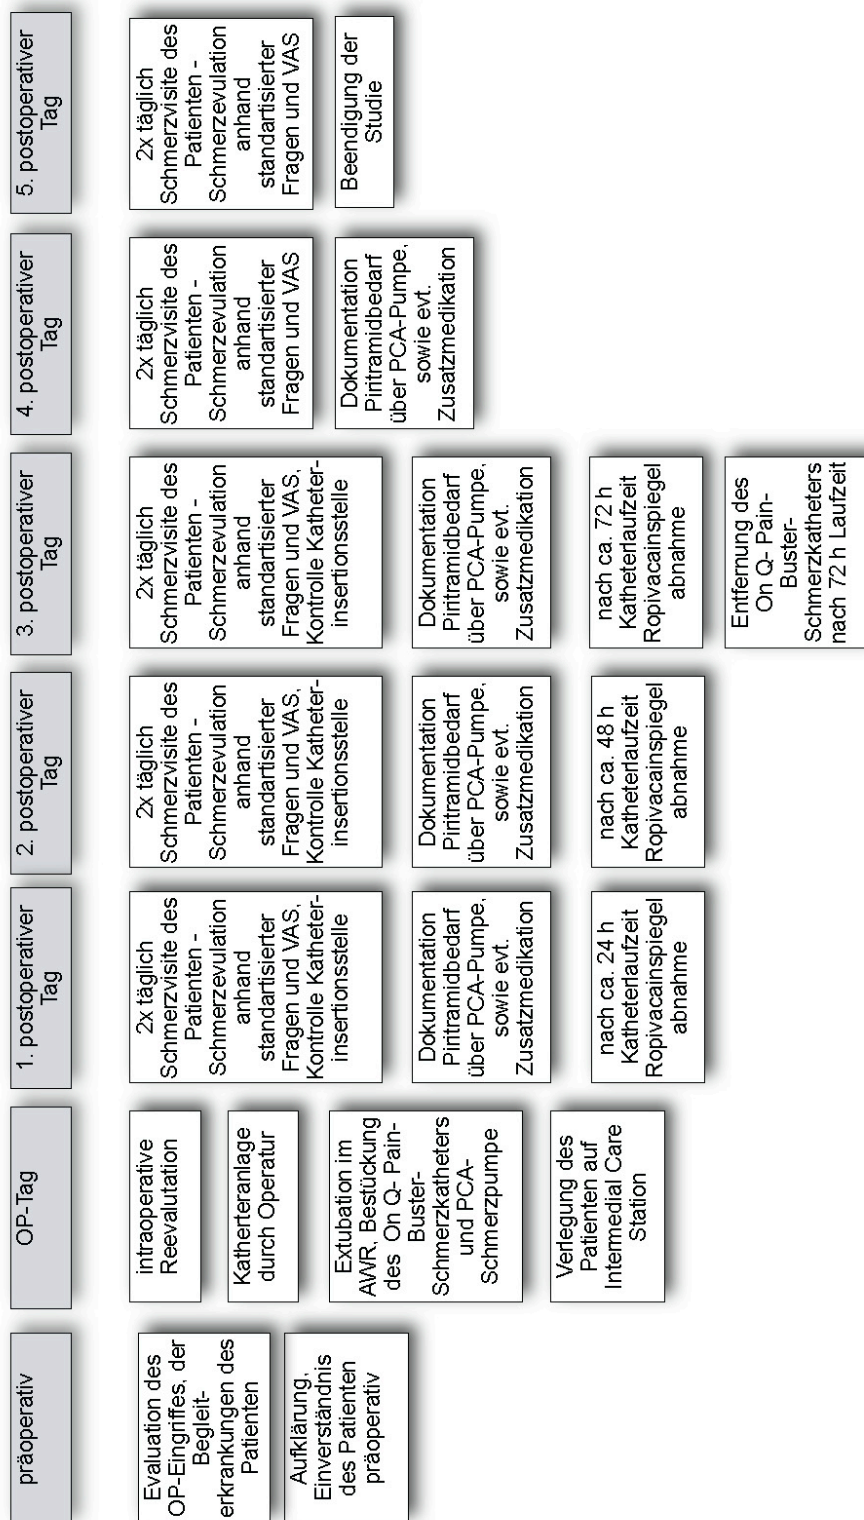 präoperativ
Evaluation des
OP-Eingriffes, der
Begleit-
erkrankungen des
Patienten
Aufklärung,
Einverständnis
des Patienten
präoperativ
OP-Tag
intraoperative
Reevalutation
Katherteranlage
durch Operatur
Extubation im
AWR, Bestückung
des On Q- Pain-
Buster-
Schmerzkatheters
und PCA-
Schmerzpumpe
Verlegung des
Patienten auf
Intermedial Care
Station
1. postoperativer
Tag
2x täglich
Schmerzvisite des
Patienten -
Schmerzevulation
anhand
standartisierter
Fragen und VAS,
Kontrolle Katheter-
insertionsstelle
Dokumentation
Piritramidbedarf
über PCA-Pumpe,
sowie evt.
Zusatzmedikation
nach ca. 24 h
Katheterlaufzeit
Ropivacainspiegel
abnahme
2. postoperativer
Tag
2x täglich
Schmerzvisite des
Patienten -
Schmerzevulation
anhand
standartisierter
Fragen und VAS,
Kontrolle Katheter-
insertionsstelle
Dokumentation
Piritramidbedarf
über PCA-Pumpe,
sowie evt.
Zusatzmedikation
nach ca. 48 h
Katheterlaufzeit
Ropivacainspiegel
abnahme
3. postoperativer
Tag
2x täglich
Schmerzvisite des
Patienten -
Schmerzevulation
anhand
standartisierter
Fragen und VAS,
Kontrolle Katheter-
insertionsstelle
Dokumentation
Piritramidbedarf
über PCA-Pumpe,
sowie evt.
Zusatzmedikation
nach ca. 72 h
Katheterlaufzeit
Ropivacainspiegel
abnahme
Entfernung des
On Q- Pain-
Buster-
Schmerzkatheters
nach 72 h Laufzeit
4. postoperativer
Tag
2x täglich
Schmerzvisite des
Patienten -
Schmerzevulation
anhand
standartisierter
Fragen und VAS
Dokumentation
Piritramidbedarf
über PCA-Pumpe,
sowie evt.
Zusatzmedikation
5. postoperativer
Tag
2x täglich
Schmerzvisite des
Patienten -
Schmerzevulation
anhand
standartisierter
Fragen und VAS
Beendigung der
Studie